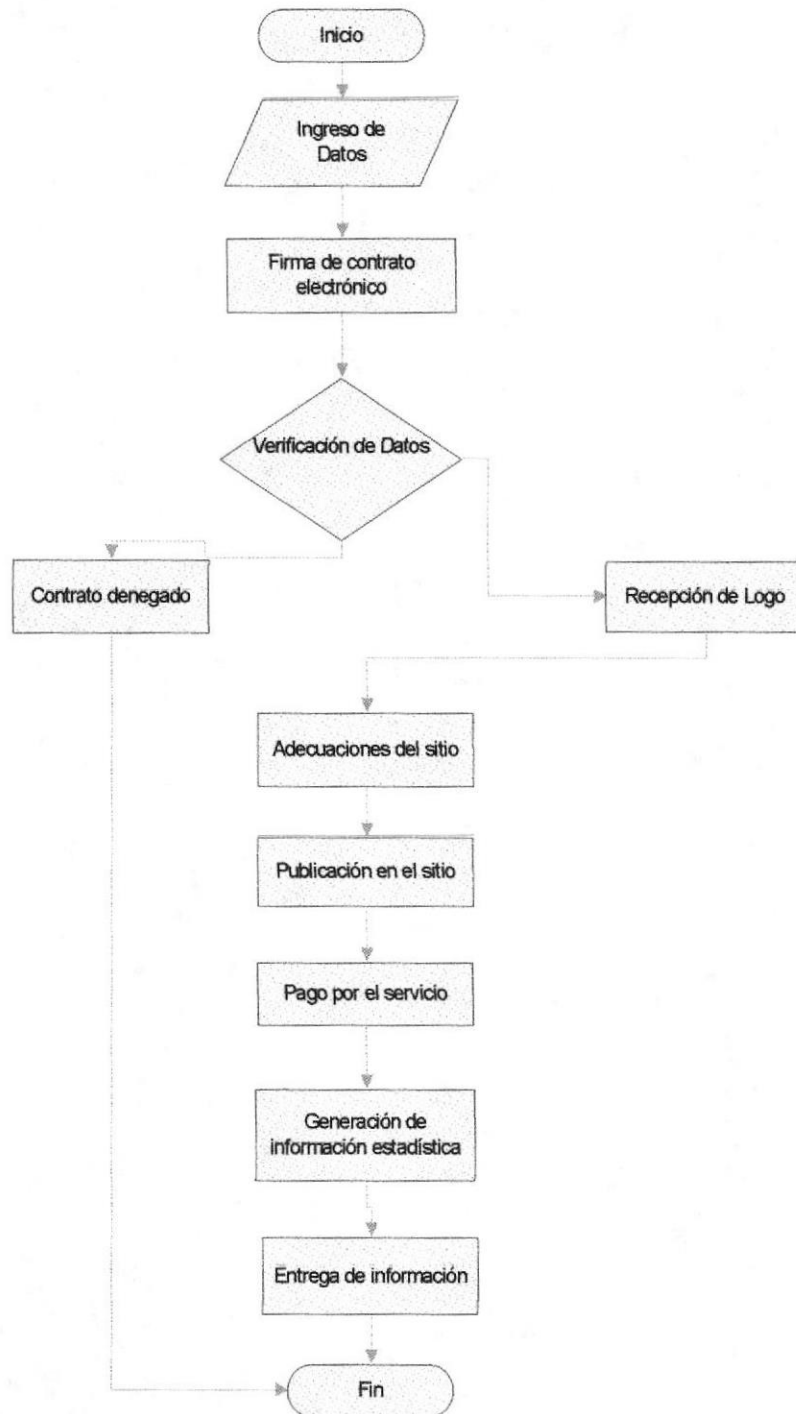 Inicio
Ingreso de
Datos
Firma de contrato
electrónico
Verificación de Datos
Contrato denegado
Recepción de Logo
Adecuaciones del sitio
Publicación en el sitio
Pago por el servicio
Generación de
información estadística
Entrega de información
Fin